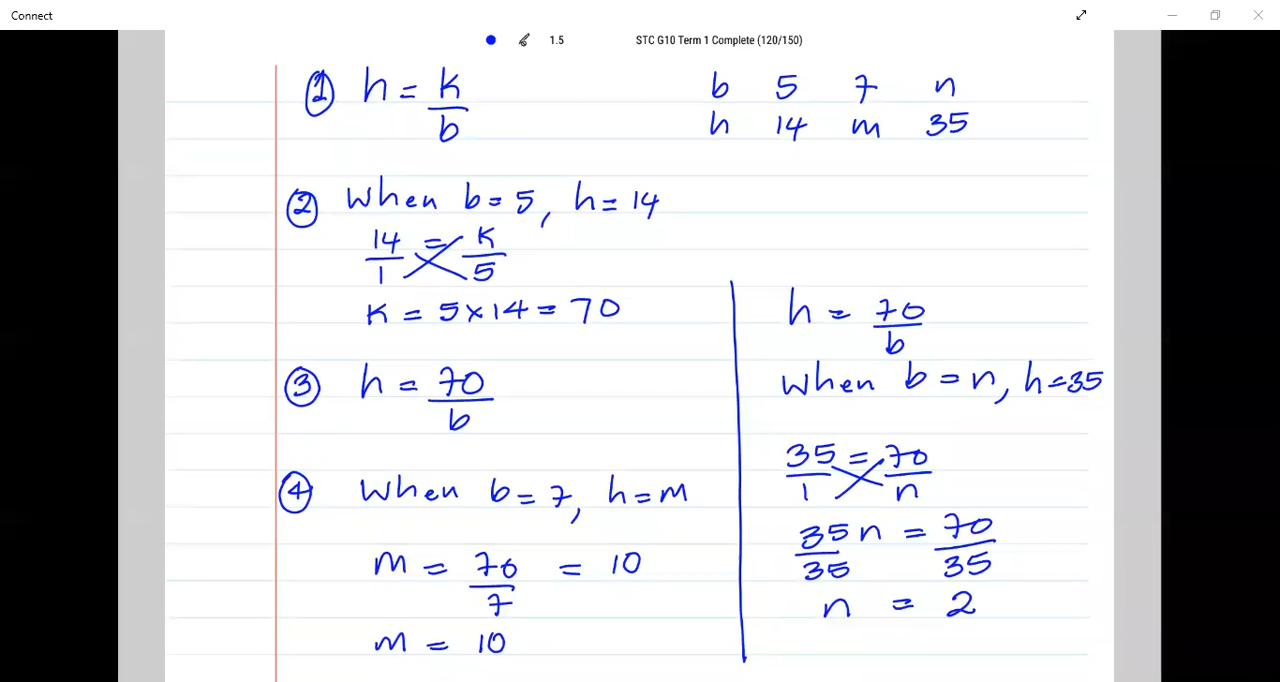 Connect
1.5 STC G10 Term 1 Complete (120/150)
① h = k/b
b 5 7 n
h 14 m 35
② When b = 5, h = 14
14/1 = k/5
k = 5 × 14 = 70
③ h = 70/b
④ When b = 7, h = m
m = 70/7 = 10
m = 10
h = 70/b
When b = n, h = 35
35/1 = 70/n
35n/35 = 70/35
n = 2